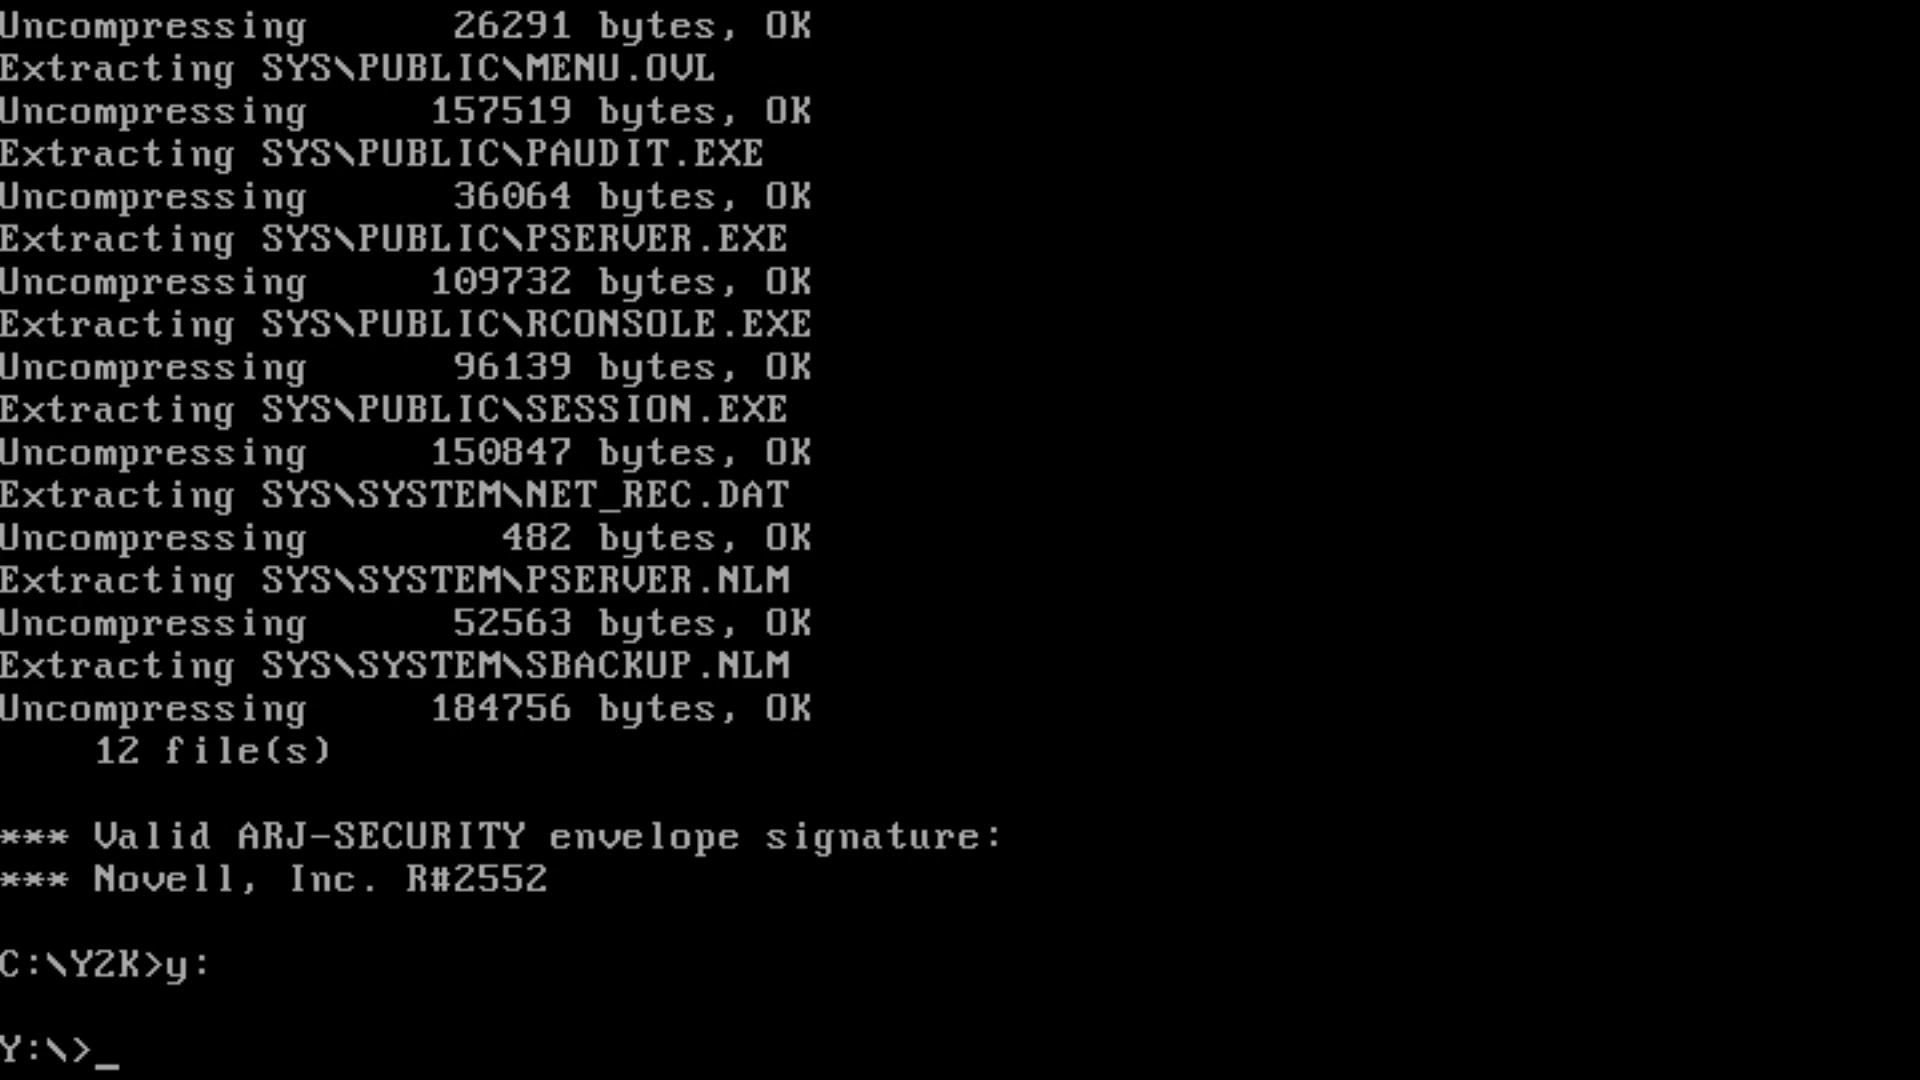 Uncompressing      26291 bytes, OK
Extracting SYS\PUBLIC\MENU.OVL
Uncompressing     157519 bytes, OK
Extracting SYS\PUBLIC\PAUDIT.EXE
Uncompressing      36064 bytes, OK
Extracting SYS\PUBLIC\PSERVER.EXE
Uncompressing     109732 bytes, OK
Extracting SYS\PUBLIC\RCONSOLE.EXE
Uncompressing      96139 bytes, OK
Extracting SYS\PUBLIC\SESSION.EXE
Uncompressing     150847 bytes, OK
Extracting SYS\SYSTEM\NET_REC.DAT
Uncompressing        482 bytes, OK
Extracting SYS\SYSTEM\PSERVER.NLM
Uncompressing      52563 bytes, OK
Extracting SYS\SYSTEM\SBACKUP.NLM
Uncompressing     184756 bytes, OK
    12 file(s)

*** Valid ARJ-SECURITY envelope signature:
*** Novell, Inc. R#2552

C:\Y2K>y:

Y:\>_